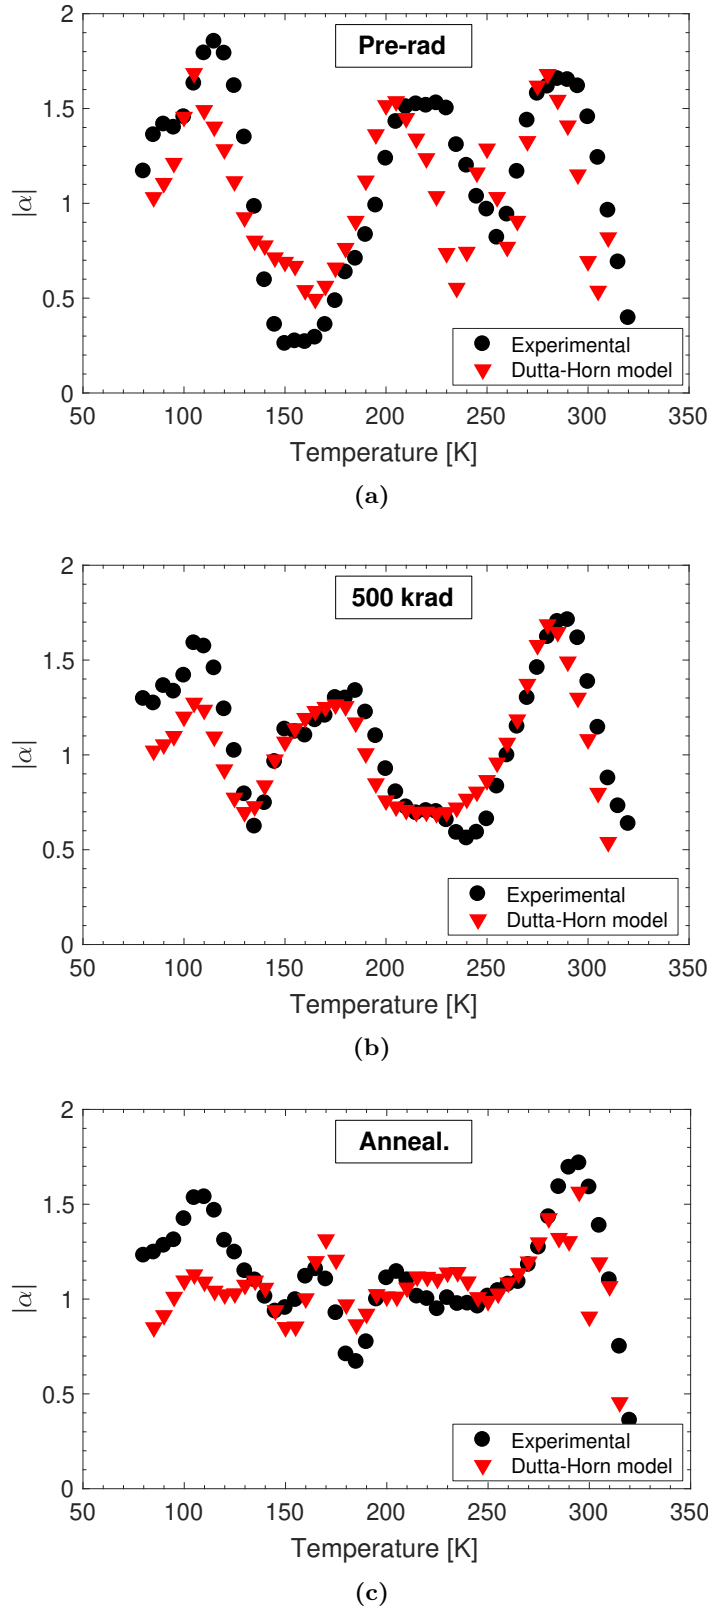 2
Pre-rad
1.5
|α|
1
0.5
Experimental
Dutta-Horn model
0
50 100 150 200 250 300 350
Temperature [K]
(a)
2
500 krad
1.5
|α|
1
0.5
Experimental
Dutta-Horn model
0
50 100 150 200 250 300 350
Temperature [K]
(b)
2
Anneal.
1.5
|α|
1
0.5
Experimental
Dutta-Horn model
0
50 100 150 200 250 300 350
Temperature [K]
(c)